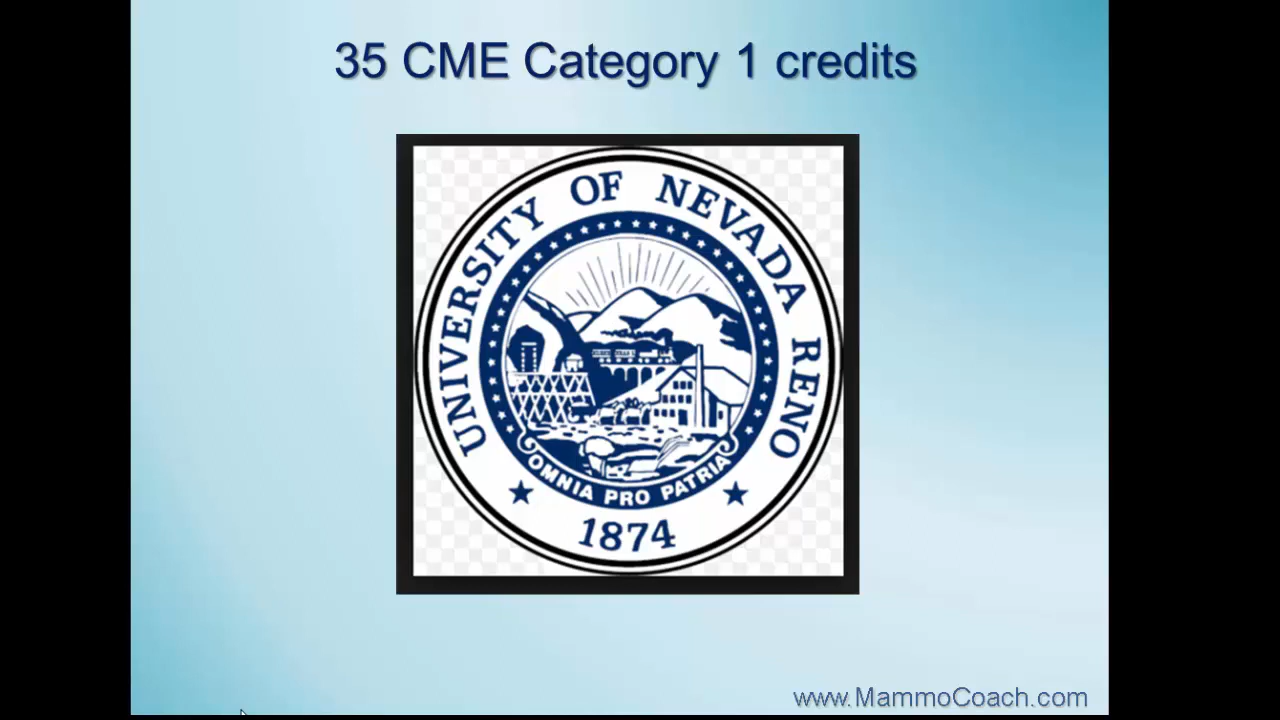 35 CME Category 1 credits
UNIVERSITY OF NEVADA RENO
OMNIA PRO PATRIA
1874
www.MammoCoach.com